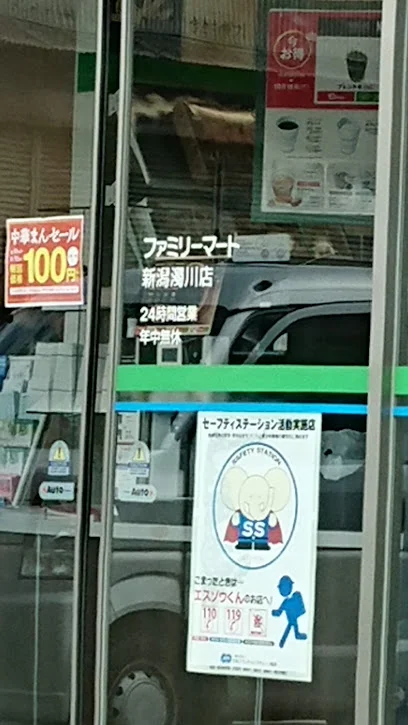 今
お得
中華まんセール
100円
ファミリーマート
新潟濁川店
24時間営業
年中無休
セーフティステーション活動実施店
SAFETY STATION
SS
こまったときは…
エスゾウくんのお店へ!
110
119
Auto
Auto